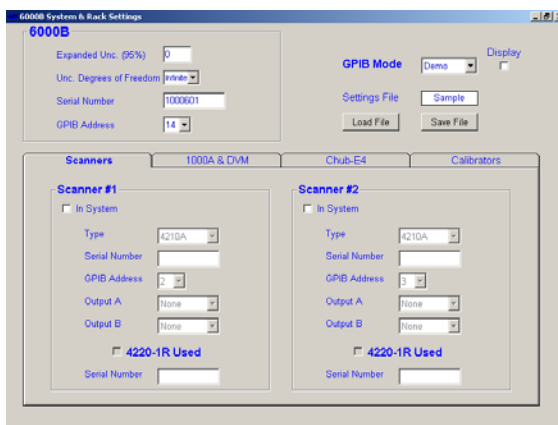 6000B System & Rack Settings
6000B
Expanded Unc. (95%) 0
Unc. Degrees of Freedom Infinite
Serial Number 1000601
GPIB Address 14
GPIB Mode Demo
Display
Settings File Sample
Load File Save File
Scanners 1000A & DVM Chub-E4 Calibrators
Scanner #1
In System
Type 4210A
Serial Number
GPIB Address 2
Output A None
Output B None
4220-1R Used
Serial Number
Scanner #2
In System
Type 4210A
Serial Number
GPIB Address 3
Output A None
Output B None
4220-1R Used
Serial Number